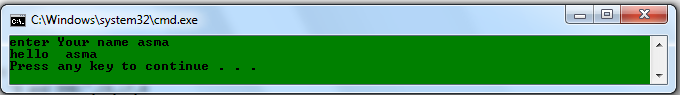 C:\Windows\system32\cmd.exe
enter Your name asma
hello  asma
Press any key to continue . . .